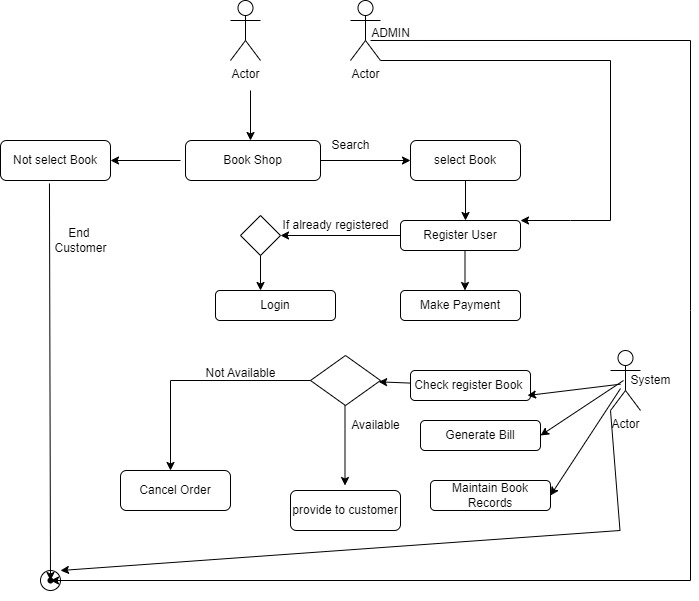 ADMIN
Actor
Actor
Search
Not select Book
Book Shop
select Book
If already registered
End
Customer
Register User
Login
Make Payment
Not Available
Check register Book
System
Available
Actor
Generate Bill
Cancel Order
Maintain Book
Records
provide to customer